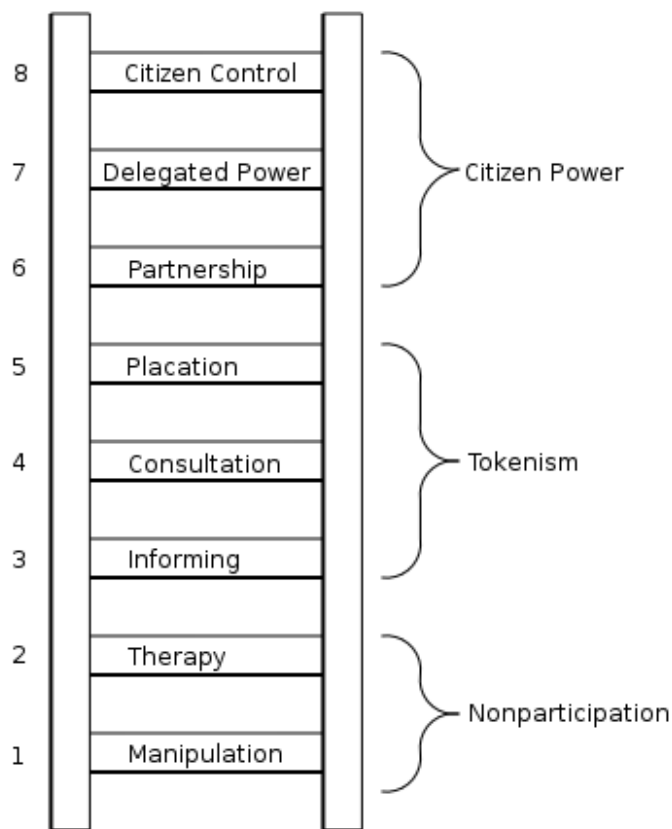 8 Citizen Control
7 Delegated Power
Citizen Power
6 Partnership
5 Placation
4 Consultation
Tokenism
3 Informing
2 Therapy
Nonparticipation
1 Manipulation